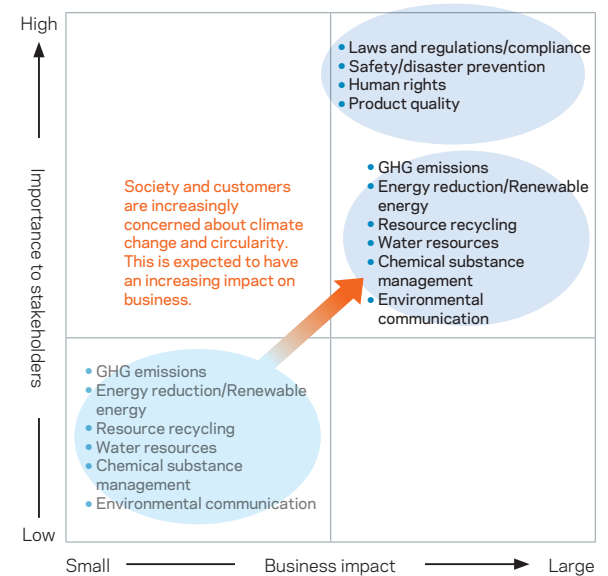 High
• Laws and regulations/compliance
• Safety/disaster prevention
• Human rights
• Product quality
• GHG emissions
• Energy reduction/Renewable
energy
• Resource recycling
• Water resources
• Chemical substance
management
• Environmental
communication
Society and customers
are increasingly
concerned about climate
change and circularity.
This is expected to have
an increasing impact on
business.
Importance to stakeholders
• GHG emissions
• Energy reduction/Renewable
energy
• Resource recycling
• Water resources
• Chemical substance
management
• Environmental communication
Low
Small
Business impact
Large